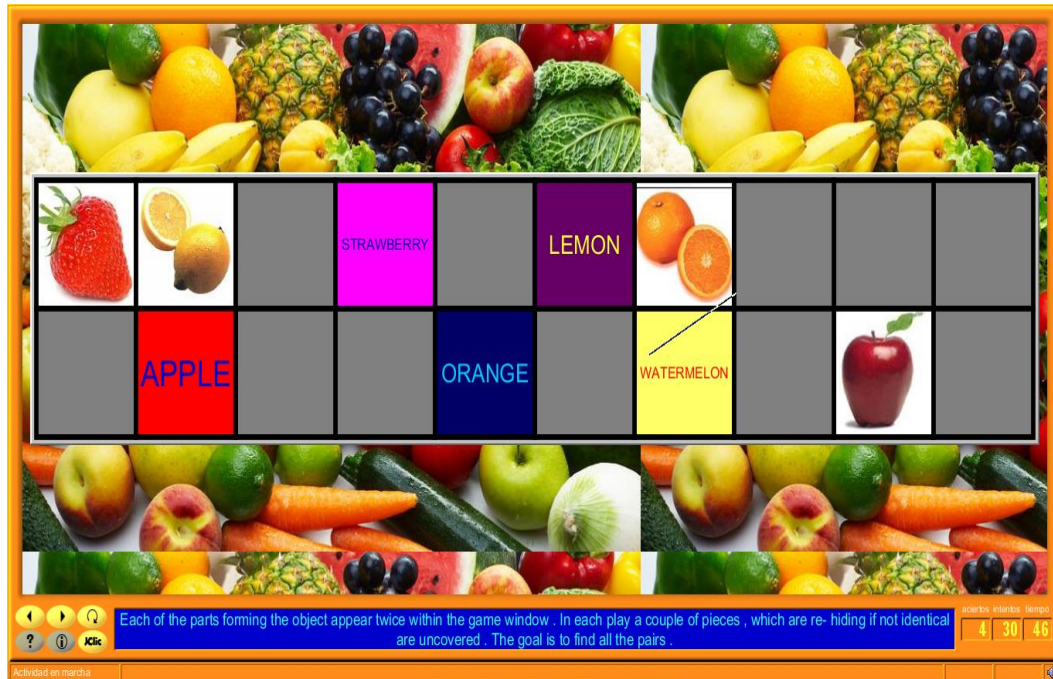 STRAWBERRY
LEMON
APPLE
ORANGE
WATERMELON
Each of the parts forming the object appear twice within the game window . In each play a couple of pieces , which are re- hiding if not identical
are uncovered . The goal is to find all the pairs .
?
i
JClic
aciertos intentos tiempo
4 30 46
Actividad en marcha